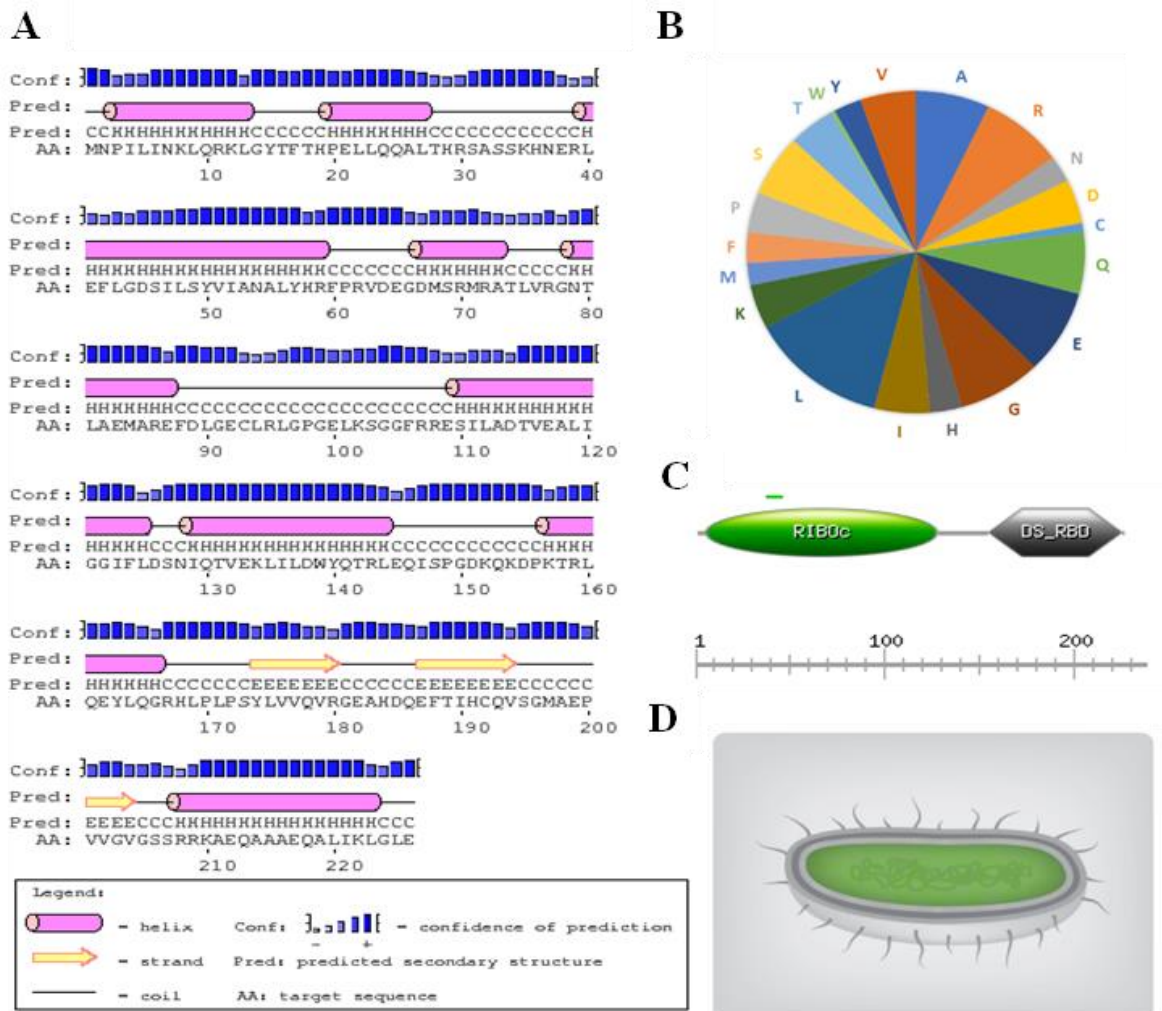 A
Conf:
Pred:
Pred: CCHHHHHHHHHHHCCCCCCHHHHHHHHCCCCCCCCCCCCH
AA: MNPILINKLQRKLGYTFTHPELLQQALTHRSASSKHNERL
10 20 30 40
Conf:
Pred:
Pred: HHHHHHHHHHHHHHHHHHHCCCCCCCHHHHHHHCCCCCHH
AA: EFLGDSILSYVIANALYHRFPRVDEGDMSRMRATLVRGNT
50 60 70 80
Conf:
Pred:
Pred: HHHHHHHCCCCCCCCCCCCCCCCCCCCCHHHHHHHHHHHH
AA: LAEMAREFDLGECLRLGPGELKSGGFRRESILADTVEALI
90 100 110 120
Conf:
Pred:
Pred: HHHHHCCCHHHHHHHHHHHHHHHHCCCCCCCCCCCCHHHH
AA: GGIFLDSNIQTVEKLILDWYQTRLEQISPGDKQKDPKTRL
130 140 150 160
Conf:
Pred:
Pred: HHHHHHCCCCCCCEEEEEEECCCCCCEEEEEEEECCCCCC
AA: QEYLQGRHLPLPSYLVVQVRGEAHDQEFTIHCQVSGMAEP
170 180 190 200
Conf:
Pred:
Pred: EEEECCCHHHHHHHHHHHHHHHHCCC
AA: VVGVGSSRRKAEQAAAEQALIKLGLE
210 220
Legend:
= helix Conf: - + = confidence of prediction
= strand Pred: predicted secondary structure
= coil AA: target sequence
B
A
R
N
D
C
Q
E
G
H
I
L
K
M
F
P
S
T
W
Y
V
C
RIBOc DS_RBD
1 100 200
D